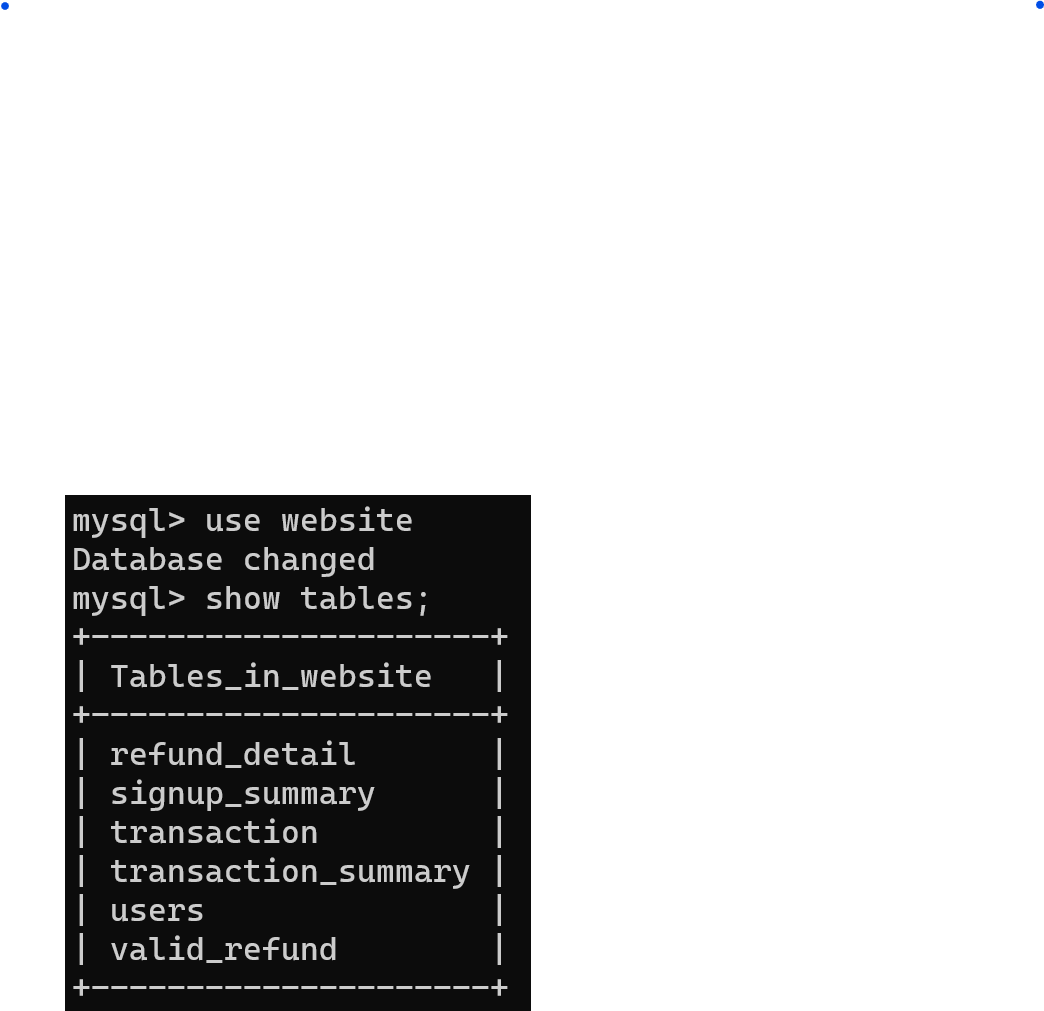 mysql> use website
Database changed
mysql> show tables;
+---------------------+
| Tables_in_website   |
+---------------------+
| refund_detail       |
| signup_summary      |
| transaction         |
| transaction_summary |
| users               |
| valid_refund        |
+---------------------+